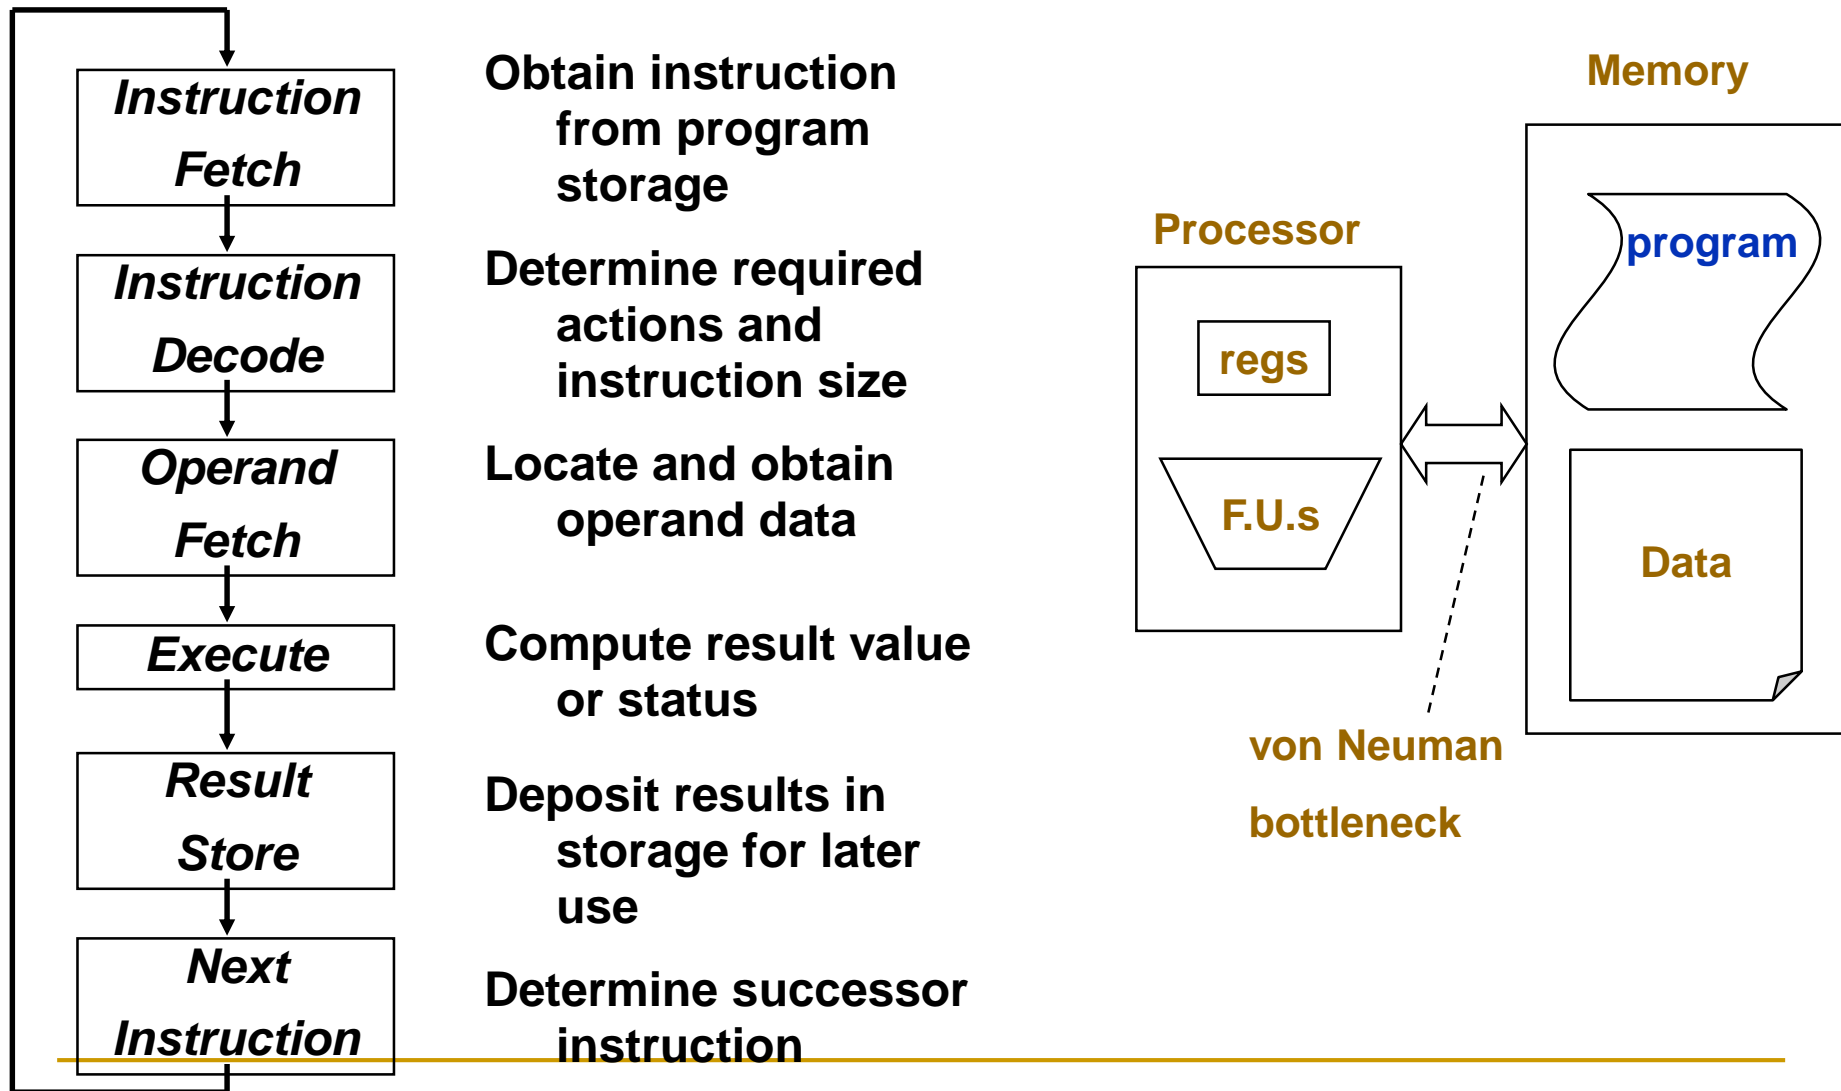 Instruction
Fetch
Obtain instruction
from program
storage
Instruction
Decode
Determine required
actions and
instruction size
Operand
Fetch
Locate and obtain
operand data
Execute
Compute result value
or status
Result
Store
Deposit results in
storage for later
use
Next
Instruction
Determine successor
instruction
Processor
regs
F.U.s
Memory
program
Data
von Neuman
bottleneck